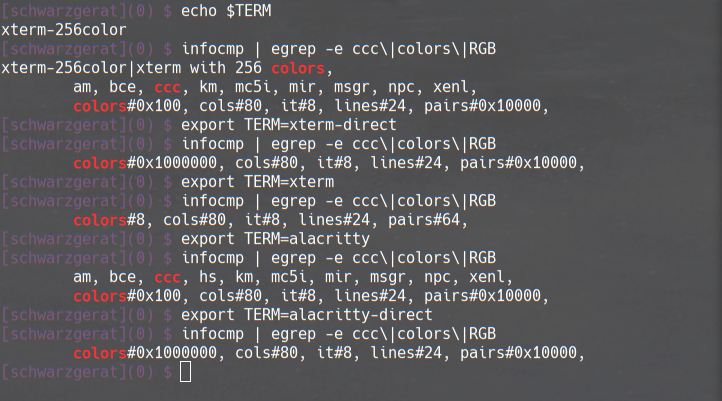 [schwarzgerat](0) $ echo $TERM
xterm-256color
[schwarzgerat](0) $ infocmp | egrep -e ccc\|colors\|RGB
xterm-256color|xterm with 256 colors,
am, bce, ccc, km, mc5i, mir, msgr, npc, xenl,
colors#0x100, cols#80, it#8, lines#24, pairs#0x10000,
[schwarzgerat](0) $ export TERM=xterm-direct
[schwarzgerat](0) $ infocmp | egrep -e ccc\|colors\|RGB
colors#0x1000000, cols#80, it#8, lines#24, pairs#0x10000,
[schwarzgerat](0) $ export TERM=xterm
[schwarzgerat](0) $ infocmp | egrep -e ccc\|colors\|RGB
colors#8, cols#80, it#8, lines#24, pairs#64,
[schwarzgerat](0) $ export TERM=alacritty
[schwarzgerat](0) $ infocmp | egrep -e ccc\|colors\|RGB
am, bce, ccc, hs, km, mc5i, mir, msgr, npc, xenl,
colors#0x100, cols#80, it#8, lines#24, pairs#0x10000,
[schwarzgerat](0) $ export TERM=alacritty-direct
[schwarzgerat](0) $ infocmp | egrep -e ccc\|colors\|RGB
colors#0x1000000, cols#80, it#8, lines#24, pairs#0x10000,
[schwarzgerat](0) $